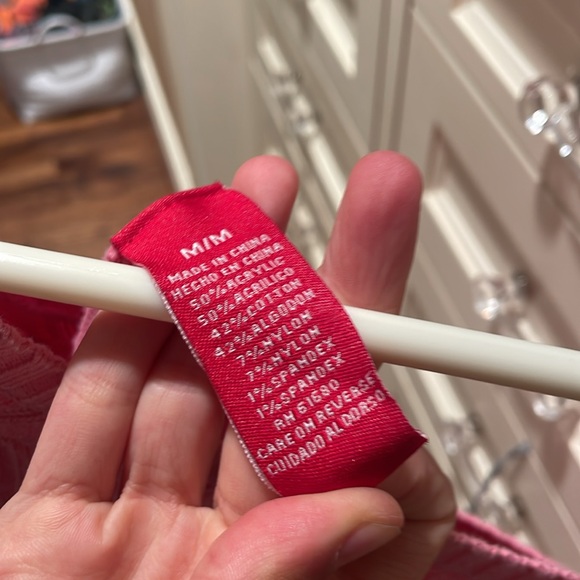 M/M
MADE IN CHINA
HECHO EN CHINA
50%ACRYLIC
50%ACRILICO
42%COTTON
42%ALGODON
7%NYLON
7%NYLON
1%SPANDEX
1%SPANDEX
RN 61680
CARE ON REVERSE
CUIDADO AL DORSO